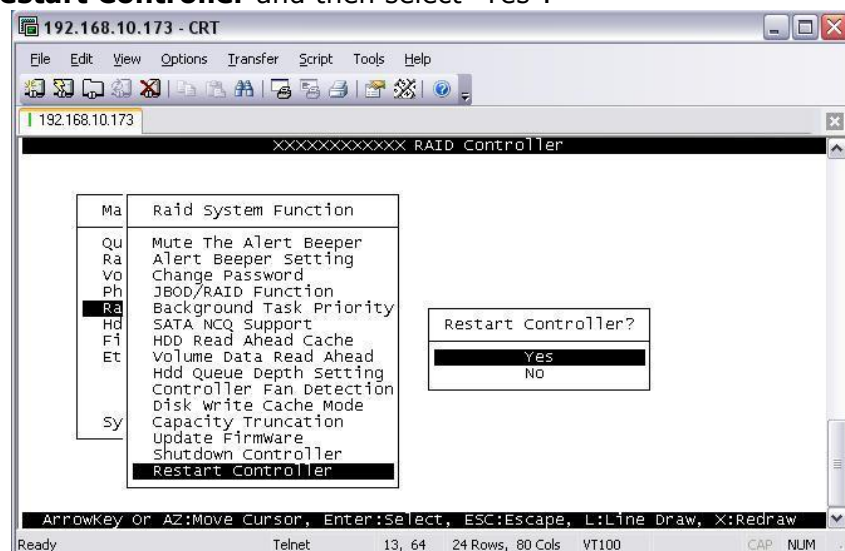 start Controller and then select "Yes".
192.168.10.173 - CRT
File Edit View Options Transfer Script Tools Help
192.168.10.173
XXXXXXXXXXXX RAID Controller
Ma
Qu
Ra
Vo
Ph
Ra
Hd
Fi
Et
Sy
Raid System Function
Mute The Alert Beeper
Alert Beeper Setting
Change Password
JBOD/RAID Function
Background Task Priority
SATA NCQ Support
HDD Read Ahead Cache
Volume Data Read Ahead
Hdd Queue Depth Setting
Controller Fan Detection
Disk Write Cache Mode
Capacity Truncation
Update FirmWare
Shutdown Controller
Restart Controller
Restart Controller?
Yes
No
ArrowKey Or AZ:Move Cursor, Enter:Select, ESC:Escape, L:Line Draw, X:Redraw
Ready Telnet 13, 64 24 Rows, 80 Cols VT100 CAP NUM